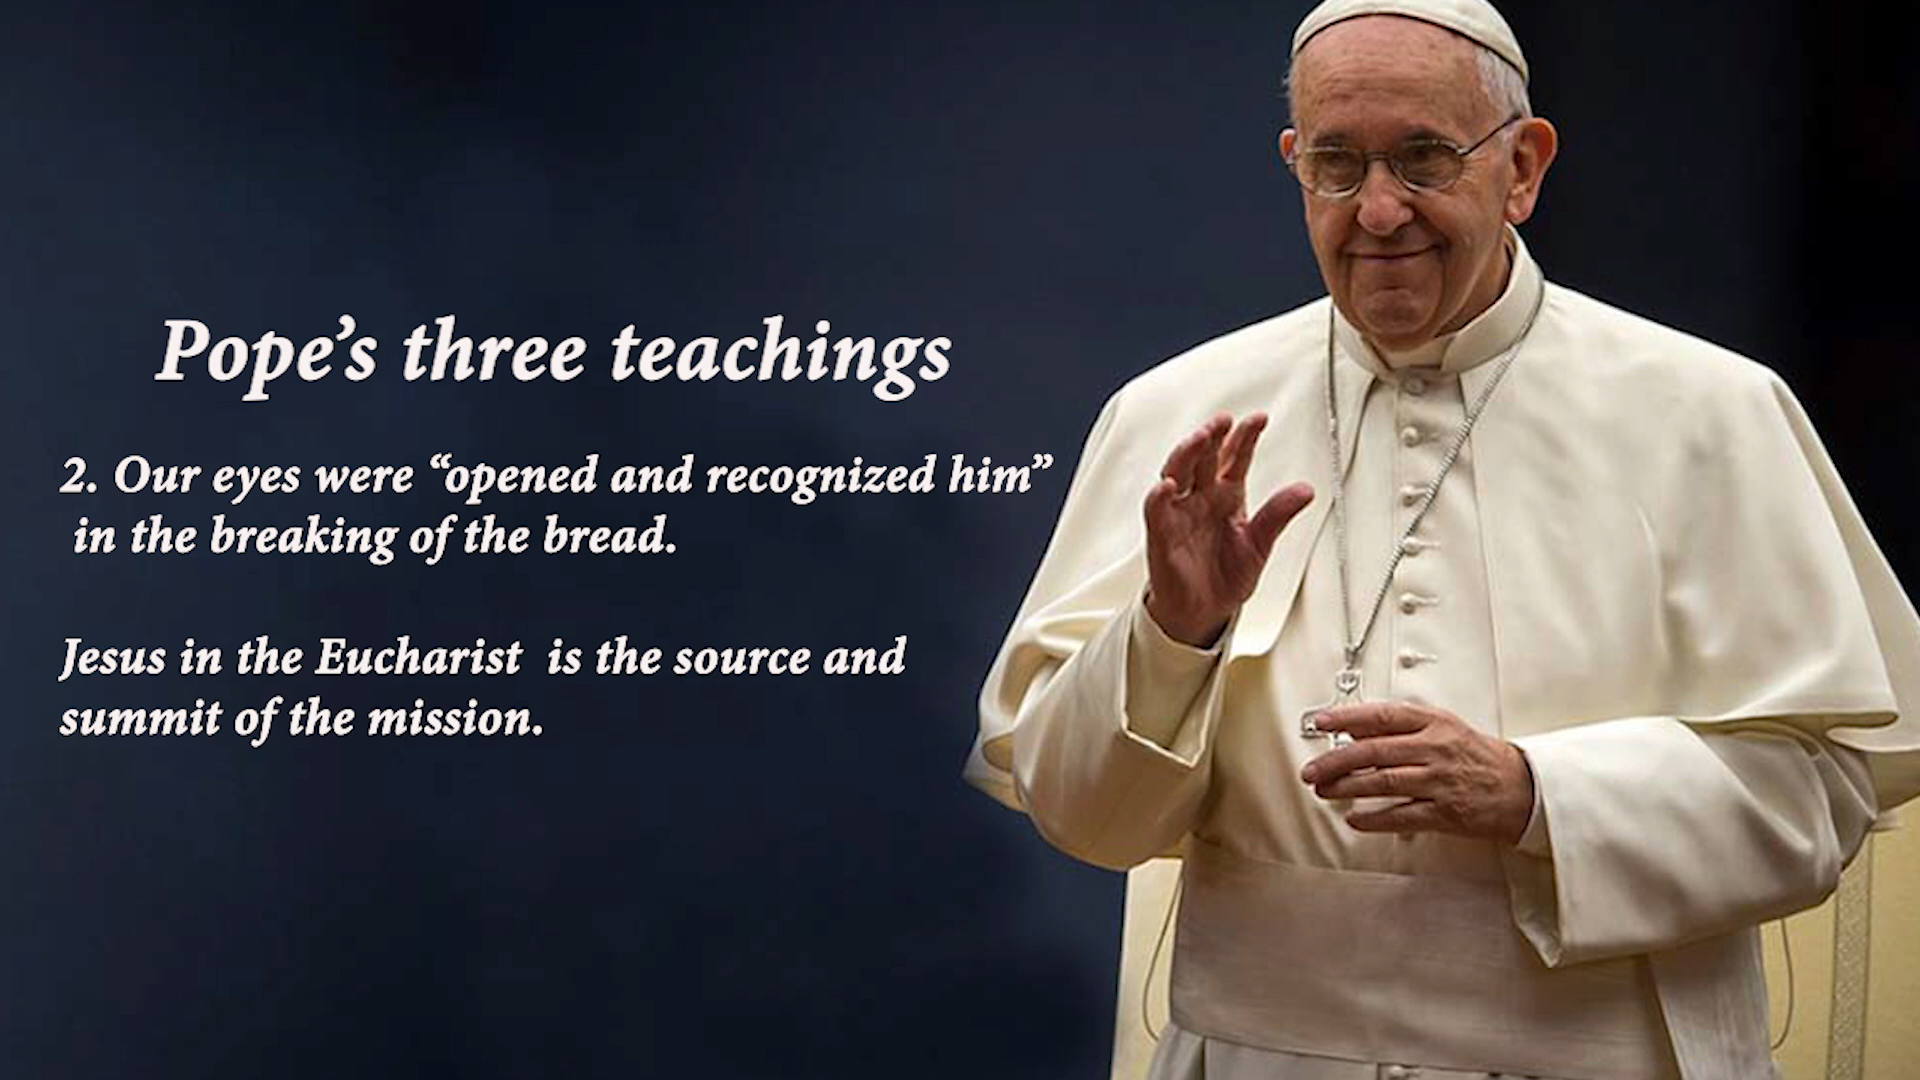 Pope’s three teachings
2. Our eyes were “opened and recognized him”
in the breaking of the bread.
Jesus in the Eucharist is the source and
summit of the mission.